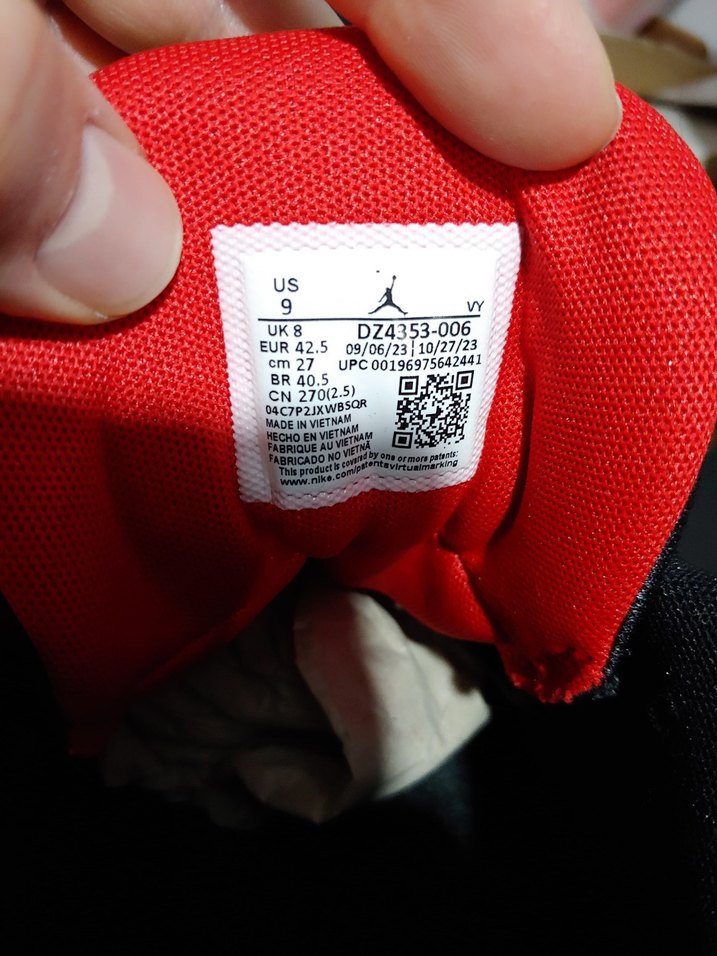 US
9
VY
UK 8
DZ4353-006
EUR 42.5
09/06/23 | 10/27/23
cm 27
UPC 00196975642441
BR 40.5
CN 270(2.5)
04C7P2JXWBSQR
MADE IN VIETNAM
HECHO EN VIETNAM
FABRIQUE AU VIETNAM
FABRICADO NO VIETNÃ
This product is covered by one or more patents:
www.nike.com/patentsvirtualmarking